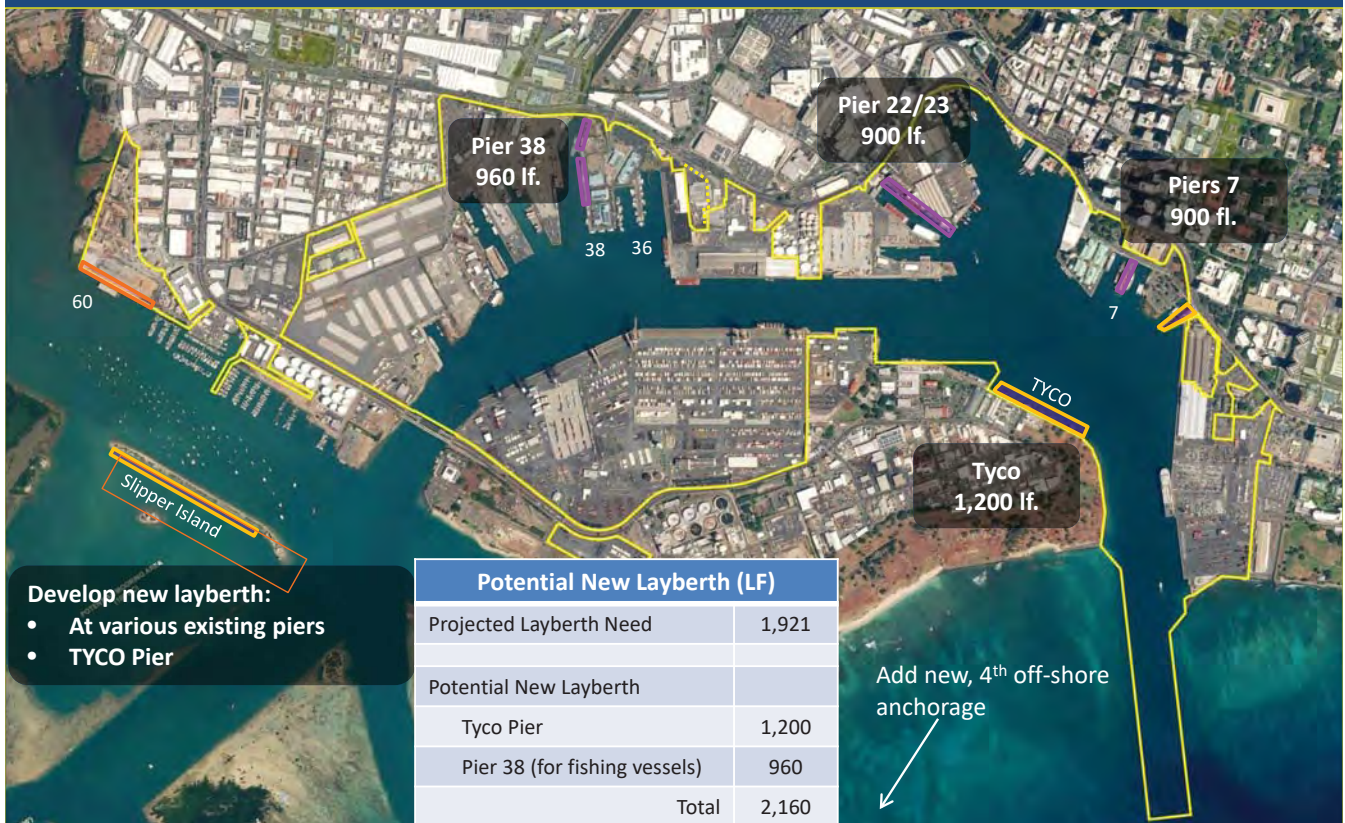 Pier 22/23
900 lf.
Pier 38
960 lf.
Piers 7
900 fl.
38
36
60
7
TYCO
Tyco
1,200 lf.
Slipper Island
Develop new layberth:
• At various existing piers
• TYCO Pier
Potential New Layberth (LF)
Projected Layberth Need 1,921
Potential New Layberth
Tyco Pier 1,200
Pier 38 (for fishing vessels) 960
Total 2,160
Add new, 4th off-shore
anchorage